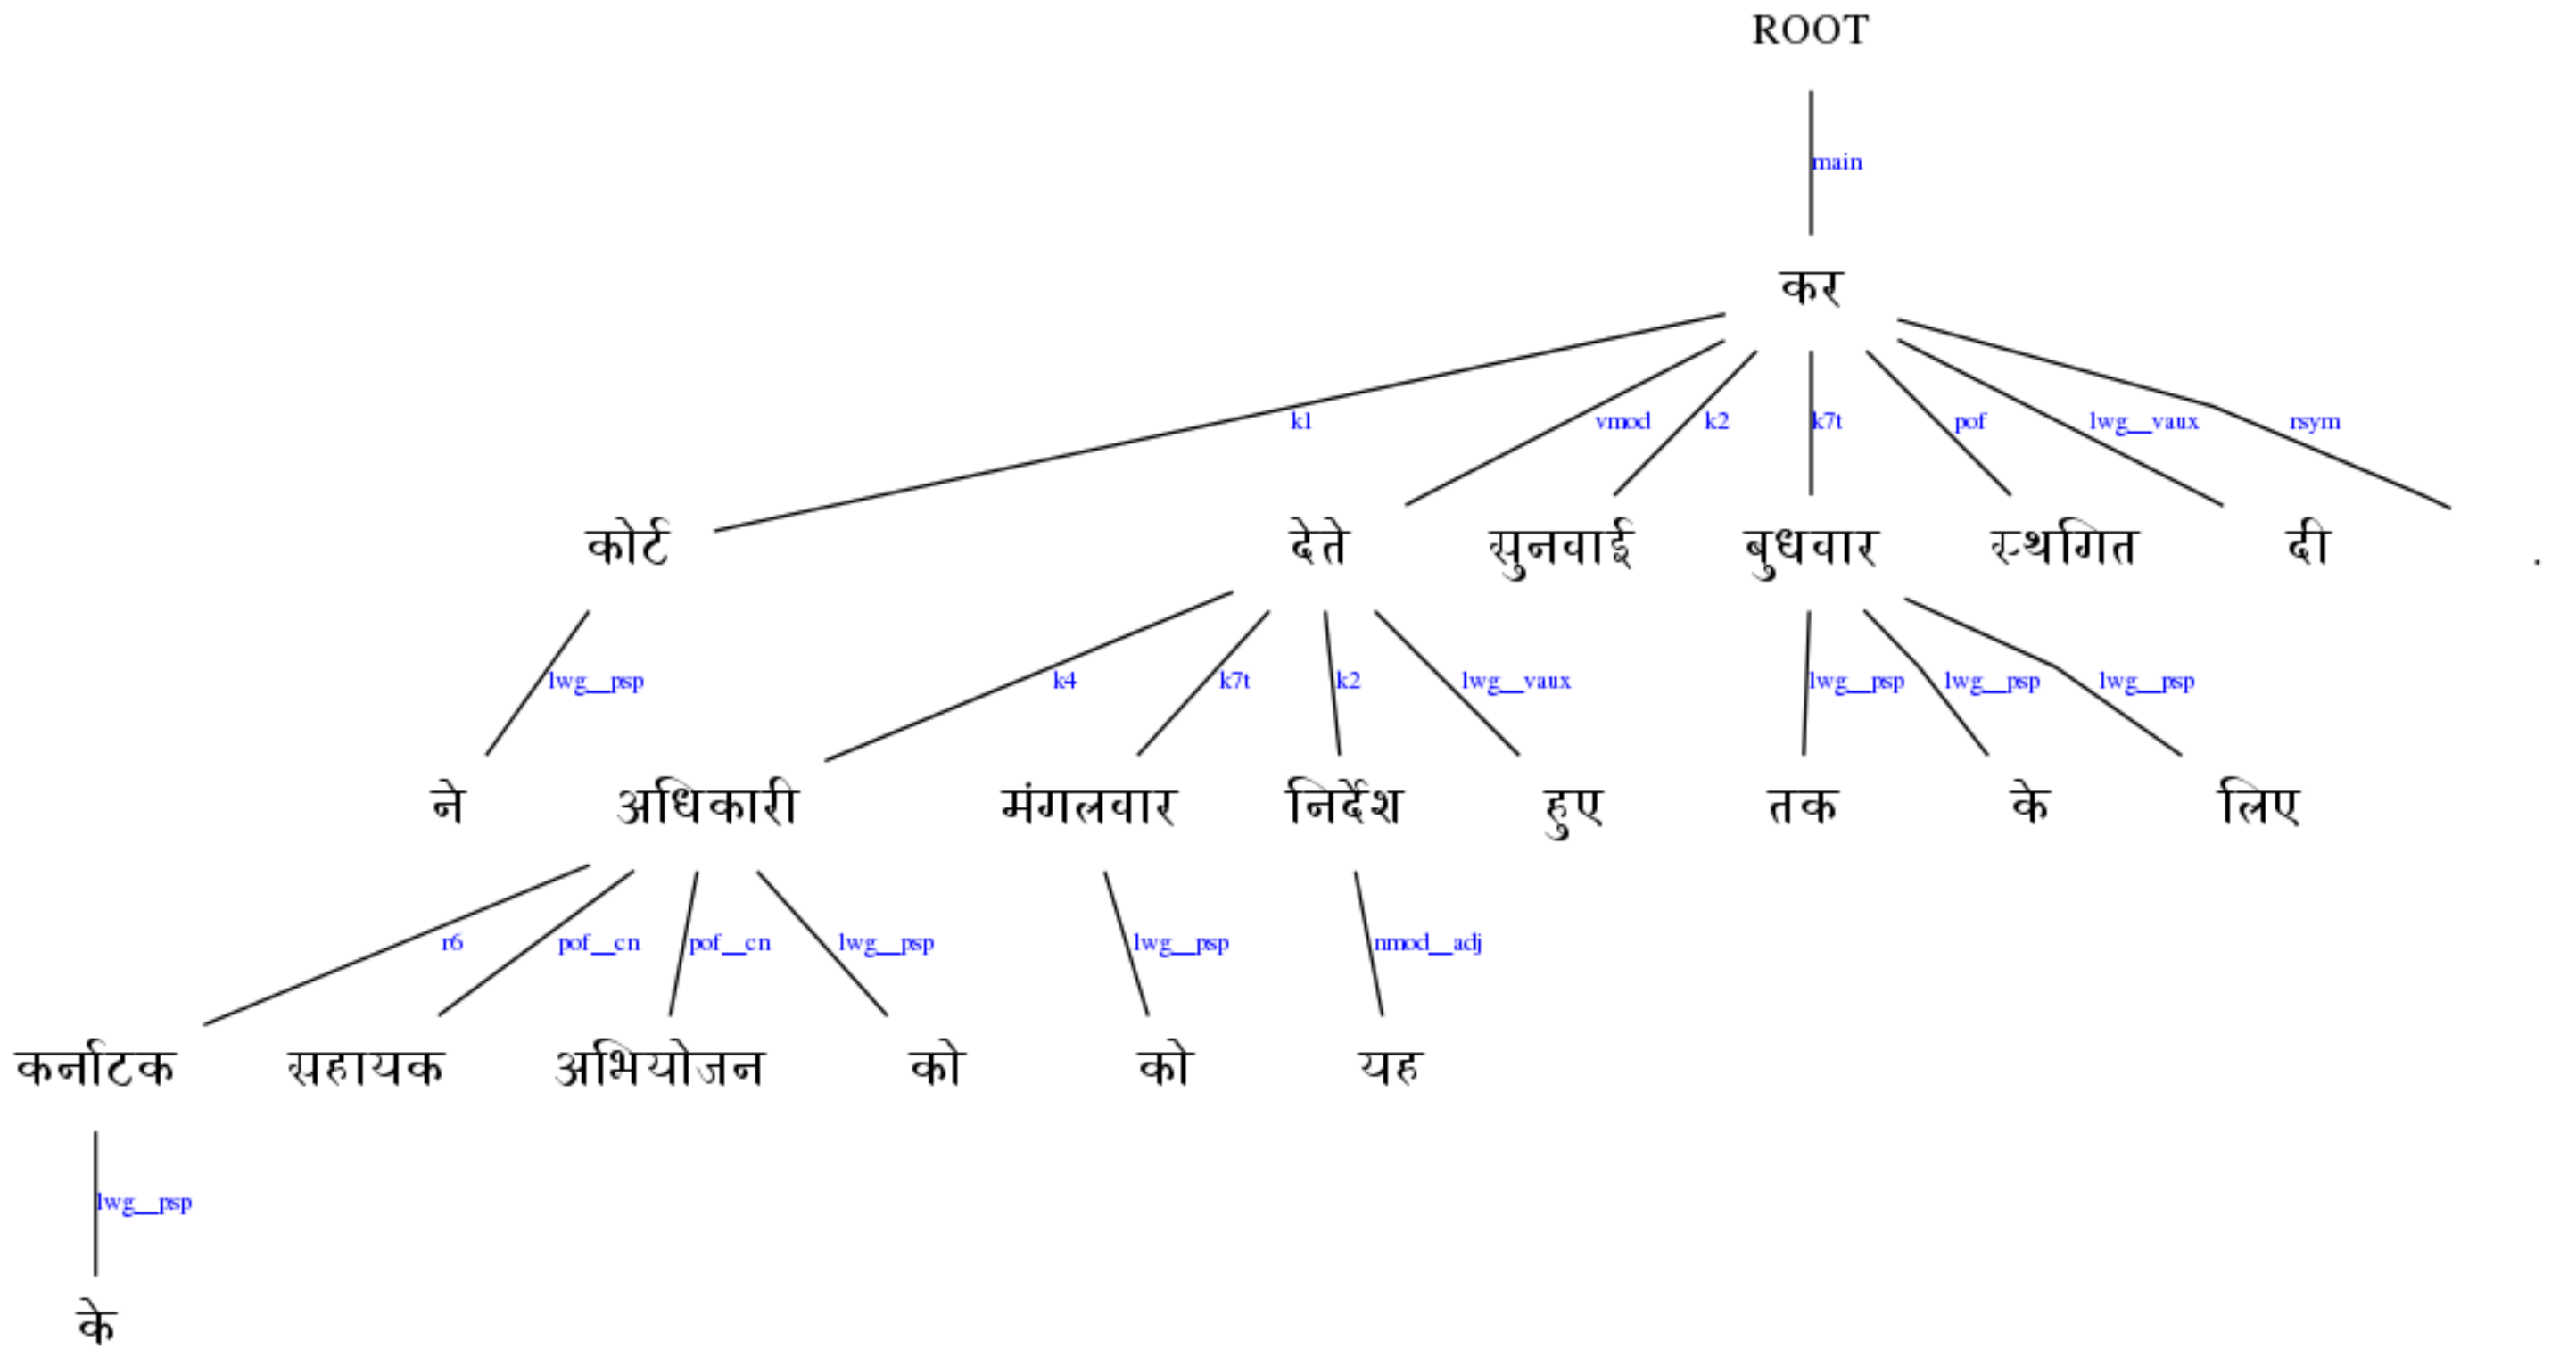 ROOT
main
कर
k1 vmod k2 k7t pof lwg__vaux rsym
कोर्ट देते सुनवाई बुधवार स्थगित दी .
lwg__psp k4 k7t k2 lwg__vaux lwg__psp lwg__psp lwg__psp
ने अधिकारी मंगलवार निर्देश हुए तक के लिए
r6 pof__cn pof__cn lwg__psp lwg__psp nmod__adj
कर्नाटक सहायक अभियोजन को को यह
lwg__psp
के